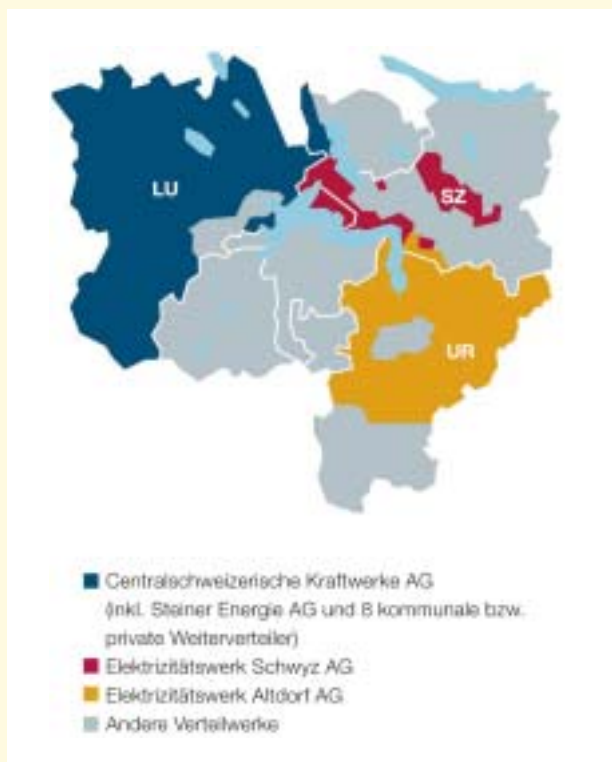 LU
SZ
UR
Centralschweizerische Kraftwerke AG
(inkl. Steiner Energie AG und 8 kommunale bzw.
private Weiterverteiler)
Elektrizitätswerk Schwyz AG
Elektrizitätswerk Altdorf AG
Andere Verteilwerke